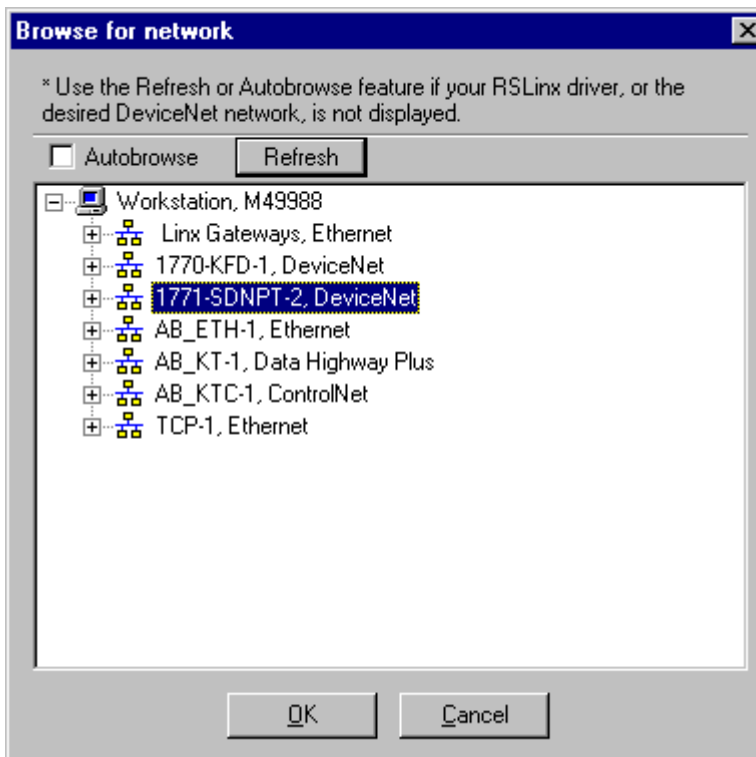 Browse for network
* Use the Refresh or Autobrowse feature if your RSLinx driver, or the
desired DeviceNet network, is not displayed.
Autobrowse Refresh
Workstation, M49988
Linx Gateways, Ethernet
1770-KFD-1, DeviceNet
1771-SDNPT-2, DeviceNet
AB_ETH-1, Ethernet
AB_KT-1, Data Highway Plus
AB_KTC-1, ControlNet
TCP-1, Ethernet
OK Cancel